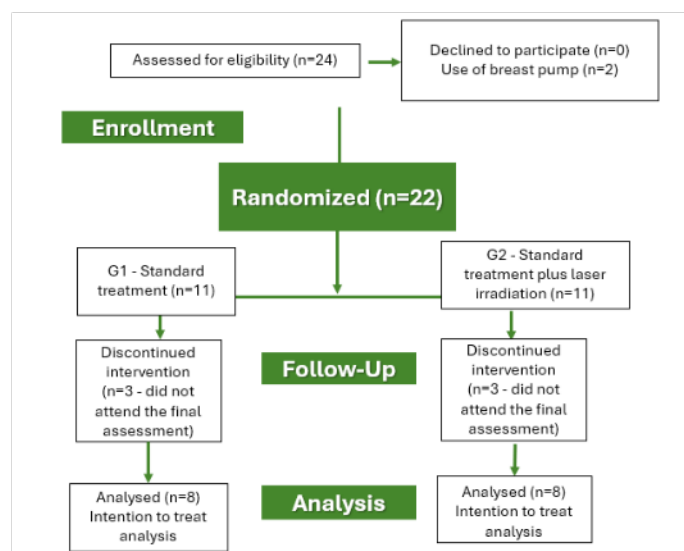 Assessed for eligibility (n=24)
Declined to participate (n=0)
Use of breast pump (n=2)
Enrollment
Randomized (n=22)
G1 - Standard
treatment (n=11)
G2 - Standard
treatment plus laser
irradiation (n=11)
Discontinued
intervention
(n=3 - did not
attend the final
assessment)
Follow-Up
Discontinued
intervention
(n=3 - did not
attend the final
assessment)
Analysed (n=8)
Intention to treat
analysis
Analysis
Analysed (n=8)
Intention to treat
analysis